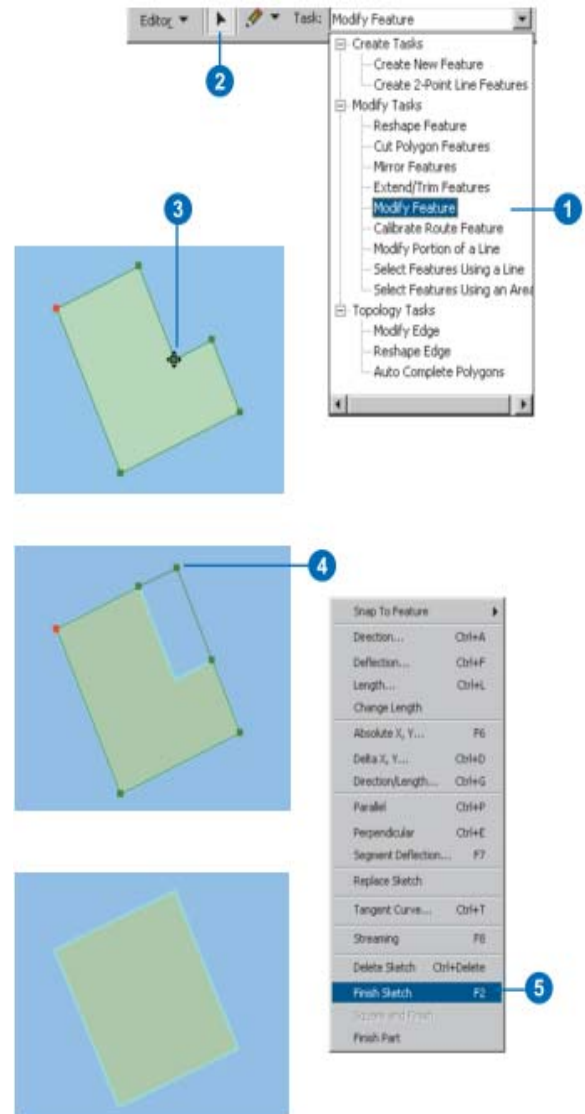 Editor Task: Modify Feature
2
Create Tasks
Create New Feature
Create 2-Point Line Features
Modify Tasks
Reshape Feature
Cut Polygon Features
Mirror Features
Extend/Trim Features
Modify Feature
1
Calibrate Route Feature
Modify Portion of a Line
Select Features Using a Line
Select Features Using an Area
Topology Tasks
Modify Edge
Reshape Edge
Auto Complete Polygons
3
4
Snap To Feature
Direction... Ctrl+A
Deflection... Ctrl+F
Length... Ctrl+L
Change Length
Absolute X, Y... F6
Delta X, Y... Ctrl+D
Direction/Length... Ctrl+G
Parallel Ctrl+P
Perpendicular Ctrl+E
Segment Deflection... F7
Replace Sketch
Tangent Curve... Ctrl+T
Streaming F8
Delete Sketch Ctrl+Delete
Finish Sketch F2
5
Square and Finish
Finish Part